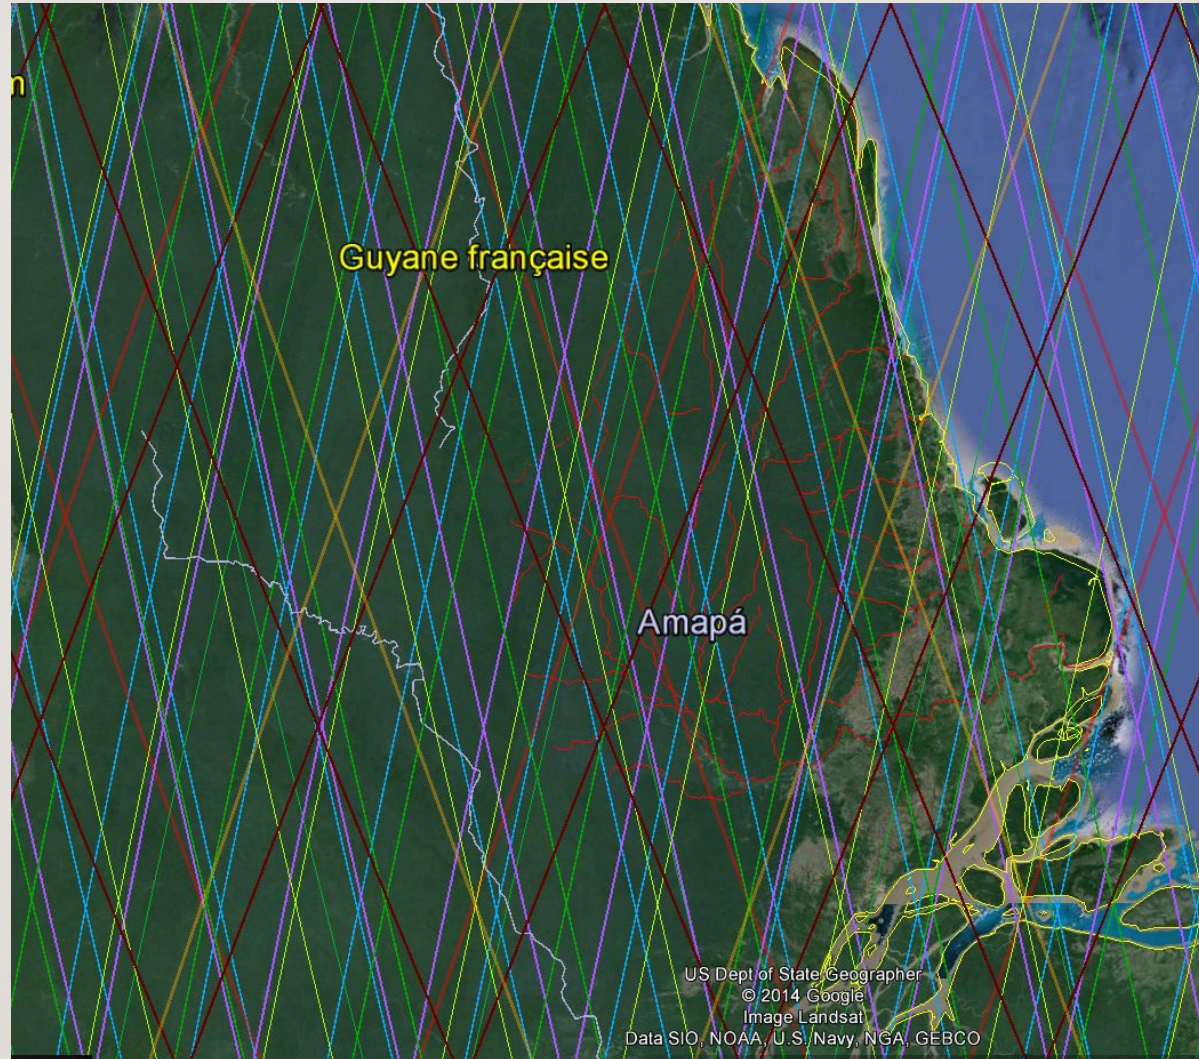 m
Guyane française
Amapá
US Dept of State Geographer
© 2014 Google
Image Landsat
Data SIO, NOAA, U.S. Navy, NGA, GEBCO